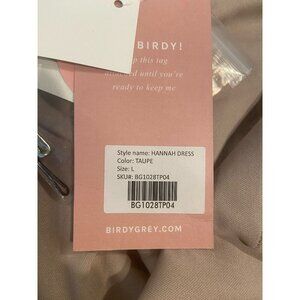 BIRDY!
this tag
until you're
ready to keep me
Style name: HANNAH DRESS
Color: TAUPE
Size: L
SKU#: BG1028TP04
BG1028TP04
BIRDYGREY.COM